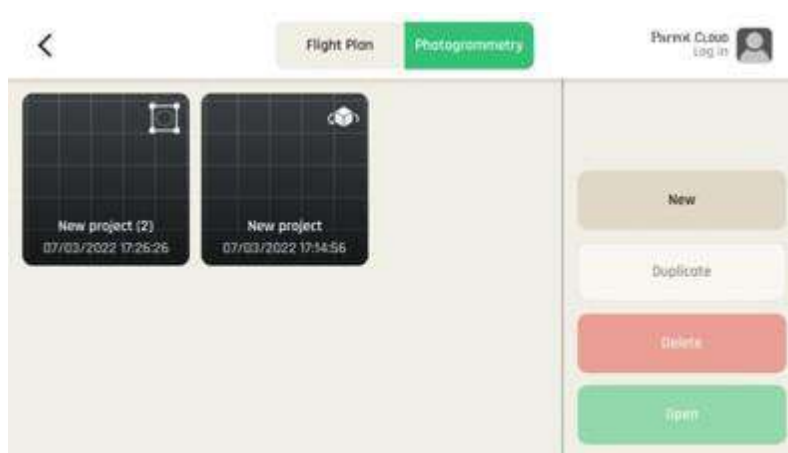 Flight Plan
Photogrammetry
Parrot Cloud
Log in
New project (2)
07/03/2022 17:26:26
New project
07/03/2022 17:14:56
New
Duplicate
Delete
Open